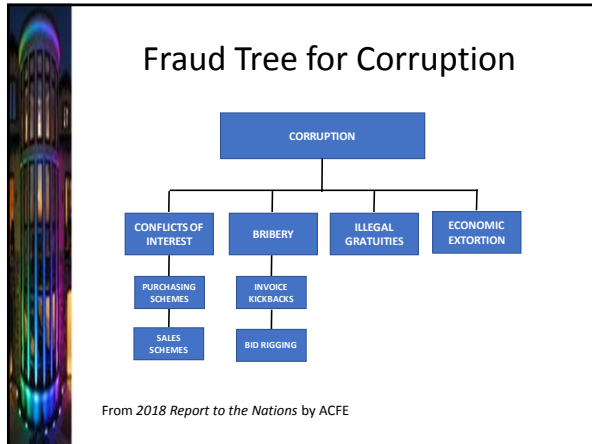 Fraud Tree for Corruption
CORRUPTION
CONFLICTS OF
INTEREST
BRIBERY
ILLEGAL
GRATUITIES
ECONOMIC
EXTORTION
PURCHASING
SCHEMES
INVOICE
KICKBACKS
SALES
SCHEMES
BID RIGGING
From 2018 Report to the Nations by ACFE